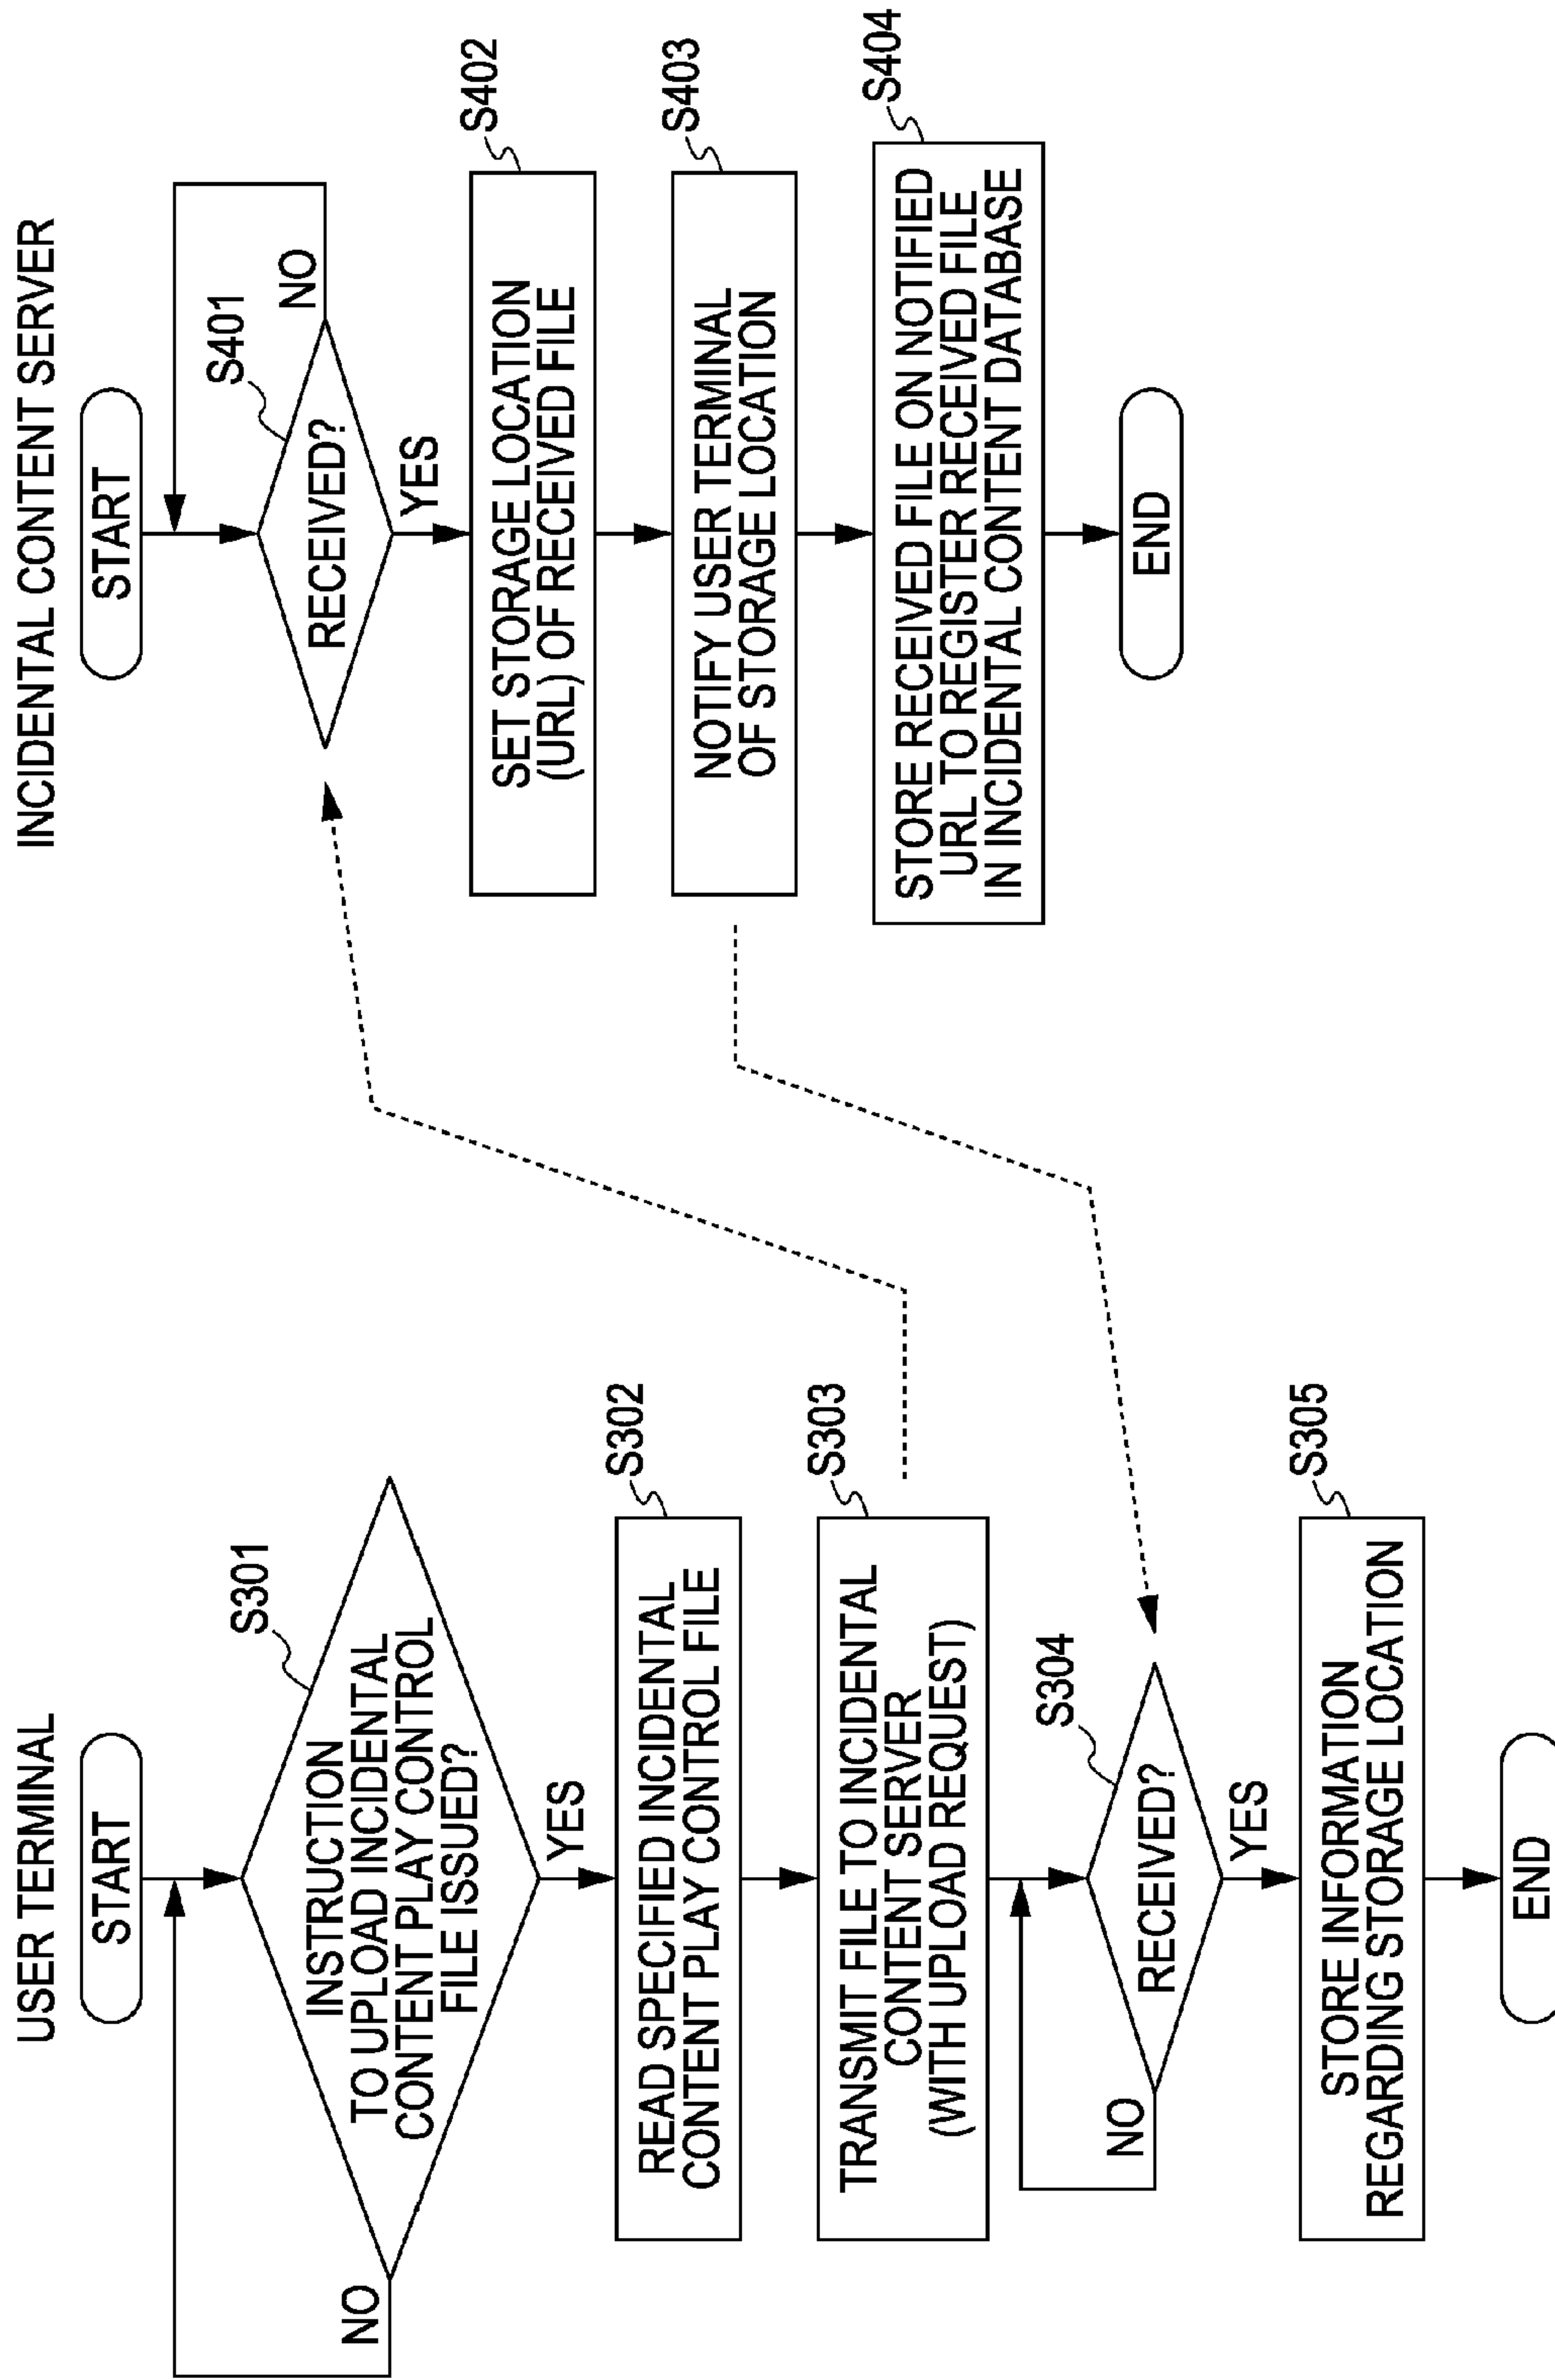 USER TERMINAL
START
S301
INSTRUCTION
TO UPLOAD INCIDENTAL
CONTENT PLAY CONTROL
FILE ISSUED?
NO
YES
S302
READ SPECIFIED INCIDENTAL
CONTENT PLAY CONTROL FILE
S303
TRANSMIT FILE TO INCIDENTAL
CONTENT SERVER
(WITH UPLOAD REQUEST)
S304
RECEIVED?
NO
YES
S305
STORE INFORMATION
REGARDING STORAGE LOCATION
END
INCIDENTAL CONTENT SERVER
START
S401
RECEIVED?
NO
YES
S402
SET STORAGE LOCATION
(URL) OF RECEIVED FILE
S403
NOTIFY USER TERMINAL
OF STORAGE LOCATION
S404
STORE RECEIVED FILE ON NOTIFIED
URL TO REGISTER RECEIVED FILE
IN INCIDENTAL CONTENT DATABASE
END